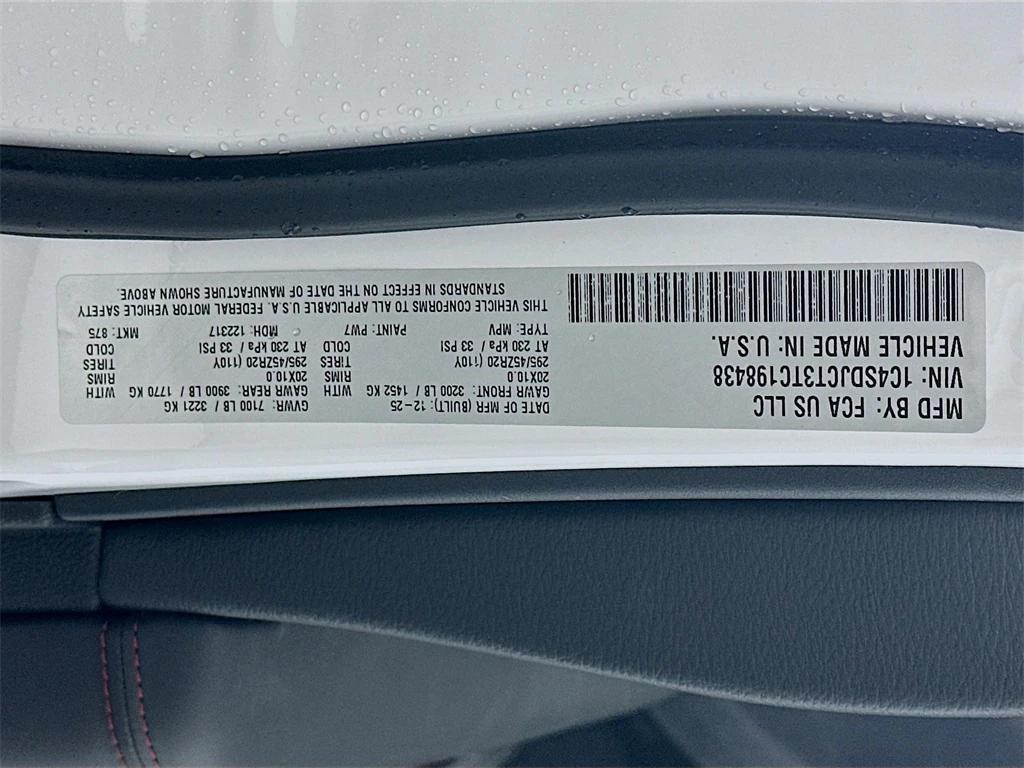 MFD BY: FCA US LLC
VIN: 1C4SDJCT3TC198438
VEHICLE MADE IN: U.S.A.
DATE OF MFR (BUILT): 12-25 GVWR: 7100 LB / 3221 KG
GAWR FRONT: 3200 LB / 1452 KG WITH GAWR REAR: 3900 LB / 1770 KG WITH
20X10.0 RIMS 20X10.0 RIMS
295/45ZR20 (110Y) TIRES 295/45ZR20 (110Y) TIRES
AT 230 kPa / 33 PSI COLD AT 230 kPa / 33 PSI COLD
TYPE: MPV PAINT: PW7 MDH: 122317 MKT: 875
THIS VEHICLE CONFORMS TO ALL APPLICABLE U.S.A. FEDERAL MOTOR VEHICLE SAFETY
STANDARDS IN EFFECT ON THE DATE OF MANUFACTURE SHOWN ABOVE.